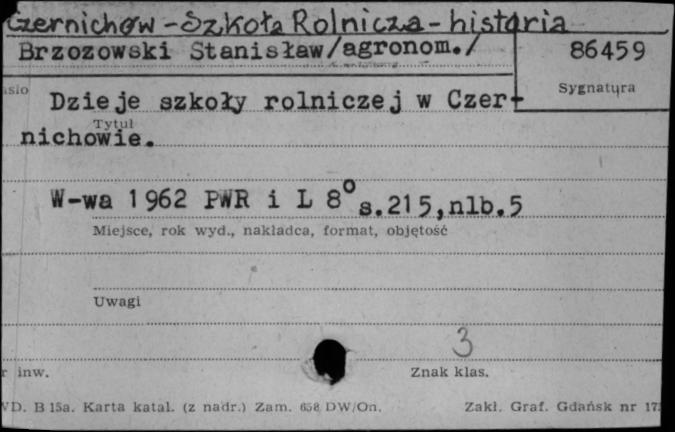 Czernichów - Szkoła Rolnicza - historia
Brzozowski Stanisław/agronom./
86459
Sygnatura
Dzieje szkoły rolniczej w Czer-
Tytuł
nichowie.
W-wa 1962 PWR i L 8° s.215,nlb.5
Miejsce, rok wyd., nakładca, format, objętość
Uwagi
3
inw.
Znak klas.
B 15a. Karta katal. (z nadr.) Zam. 658 DW/On.
Zakł. Graf. Gdańsk nr